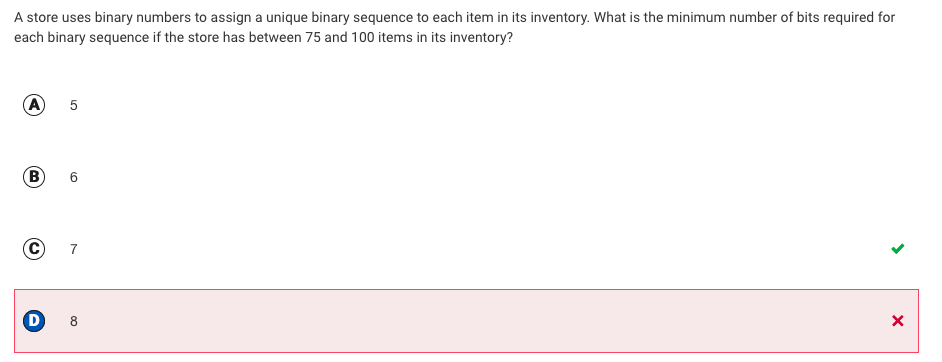 A store uses binary numbers to assign a unique binary sequence to each item in its inventory. What is the minimum number of bits required for
each binary sequence if the store has between 75 and 100 items in its inventory?
A 5
B 6
C 7
D 8